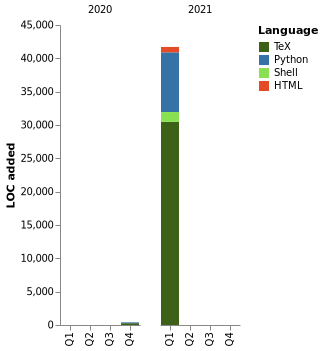 2020 2021
Language
TeX
Python
Shell
HTML
LOC added
45,000
40,000
35,000
30,000
25,000
20,000
15,000
10,000
5,000
0
Q1 Q2 Q3 Q4 Q1 Q2 Q3 Q4